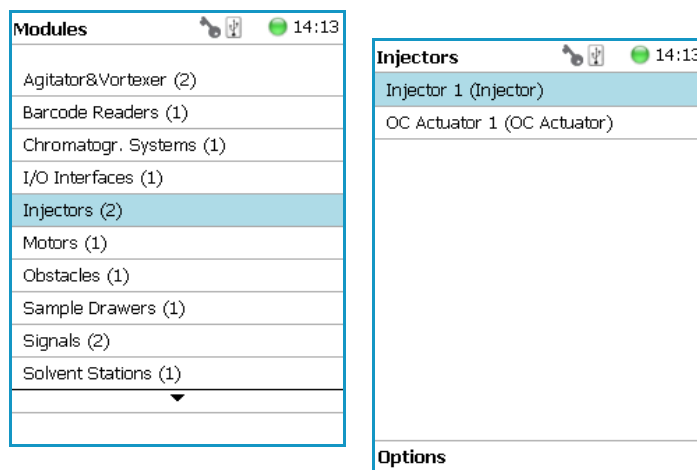 Modules 14:13
Agitator&Vortexer (2)
Barcode Readers (1)
Chromatogr. Systems (1)
I/O Interfaces (1)
Injectors (2)
Motors (1)
Obstacles (1)
Sample Drawers (1)
Signals (2)
Solvent Stations (1)
Injectors 14:13
Injector 1 (Injector)
OC Actuator 1 (OC Actuator)
Options